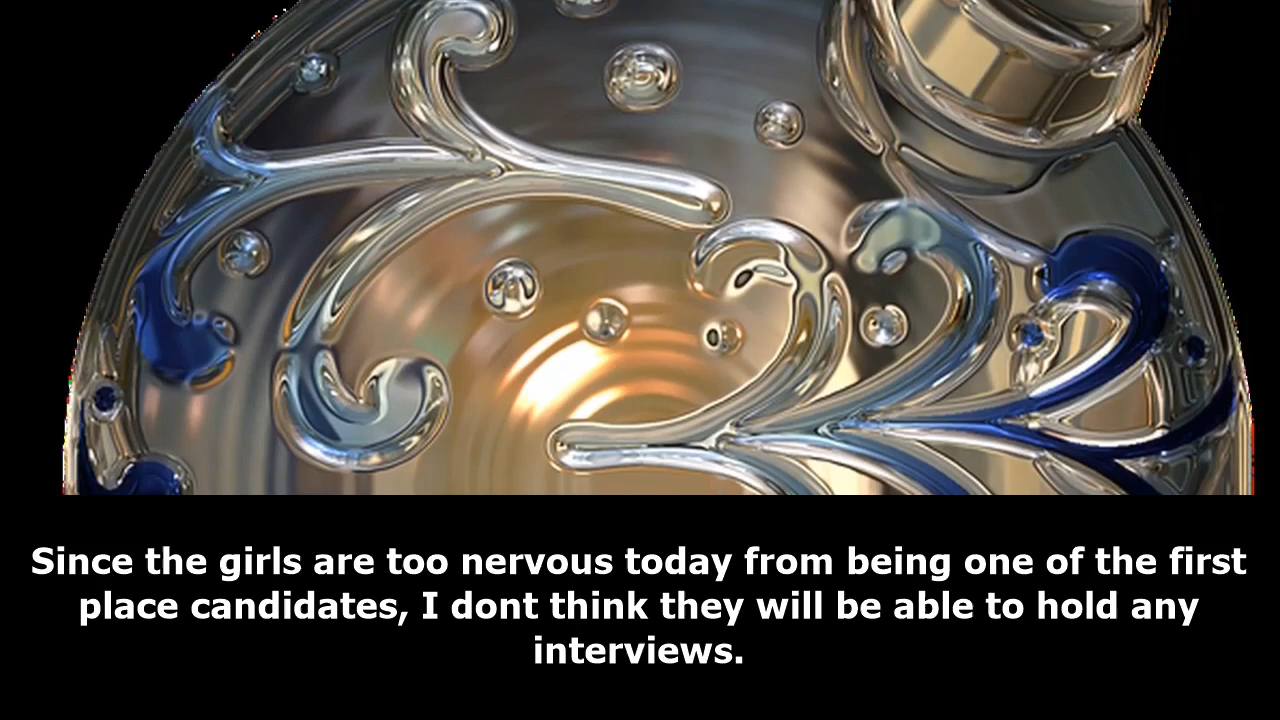 Since the girls are too nervous today from being one of the first
place candidates, I dont think they will be able to hold any
interviews.